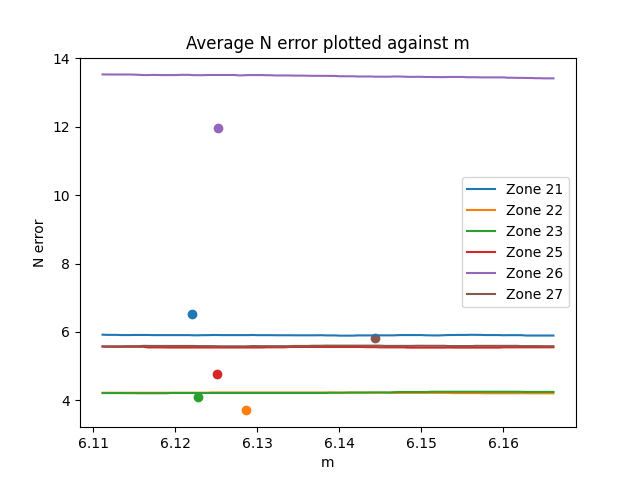 Average N error plotted against m
14
12
10
8
6
4
N error
Zone 21
Zone 22
Zone 23
Zone 25
Zone 26
Zone 27
6.11 6.12 6.13 6.14 6.15 6.16
m